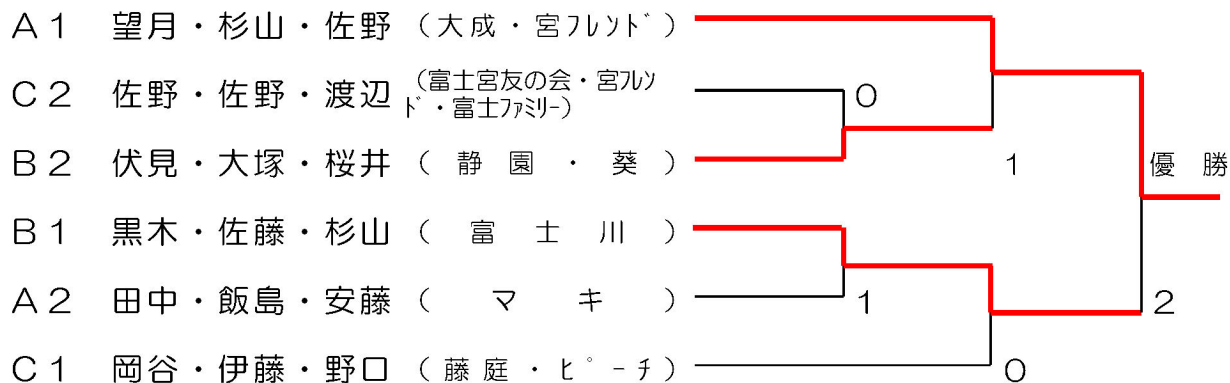 A1 望月・杉山・佐野 (大成・宮フレンド)
C2 佐野・佐野・渡辺 (富士宮友の会・宮フレン
ド・富士ファミリー)
0
B2 伏見・大塚・桜井 (静園・葵)
1
優勝
B1 黒木・佐藤・杉山 (富士川)
A2 田中・飯島・安藤 (マキ)
1
2
C1 岡谷・伊藤・野口 (藤庭・ピーチ)
0